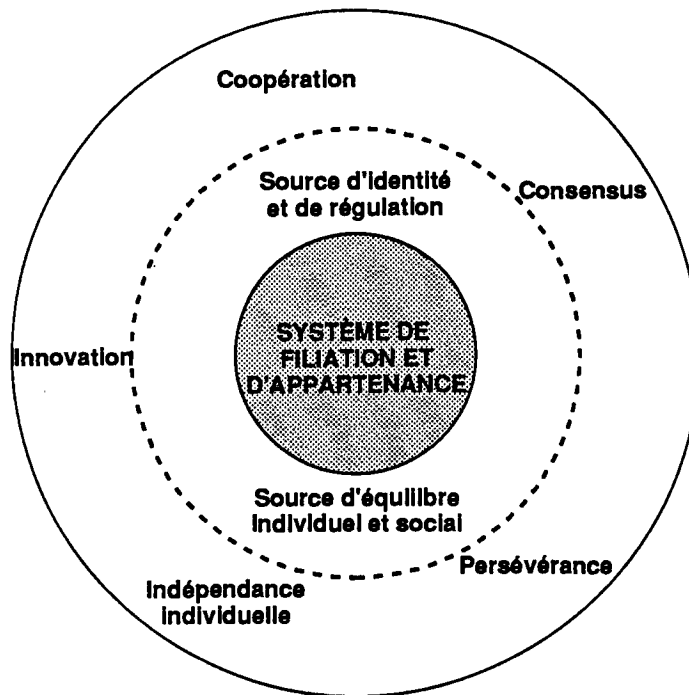 Coopération
Source d'identité
et de régulation
Consensus
SYSTÈME DE
FILIATION ET
D'APPARTENANCE
Innovation
Source d'équilibre
individuel et social
Persévérance
Indépendance
individuelle